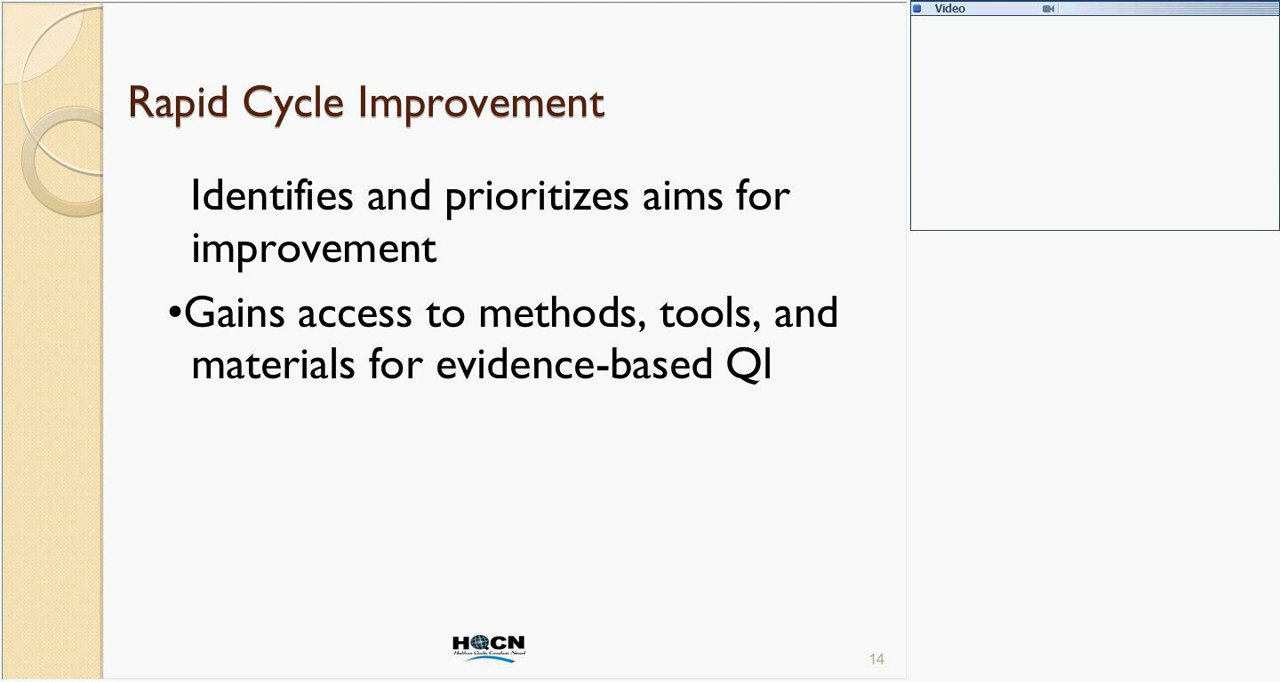 Video
Rapid Cycle Improvement
Identifies and prioritizes aims for
improvement
•Gains access to methods, tools, and
materials for evidence-based QI
HQCN
14